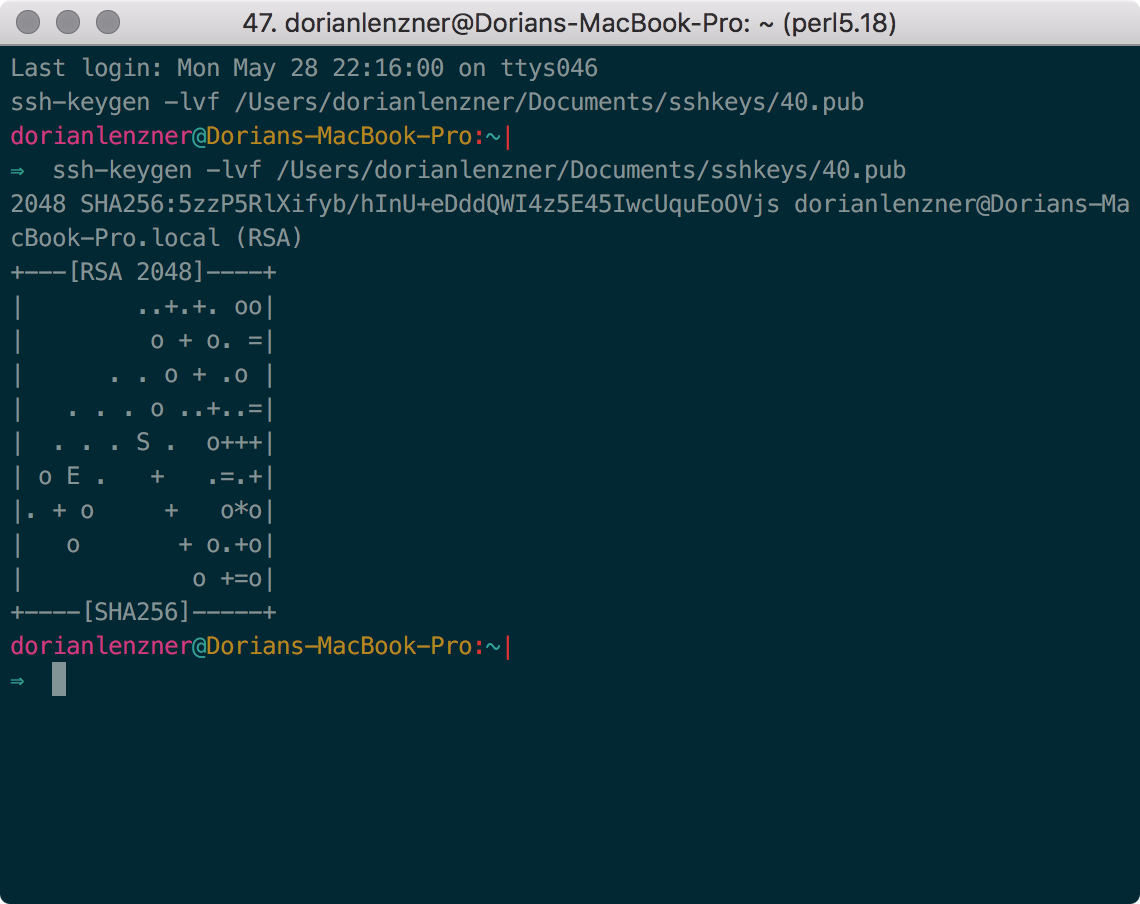 47. dorianlenzner@Dorians-MacBook-Pro: ~ (perl5.18)
Last login: Mon May 28 22:16:00 on ttys046
ssh-keygen -lvf /Users/dorianlenzner/Documents/sshkeys/40.pub
dorianlenzner@Dorians-MacBook-Pro:~|
⇒  ssh-keygen -lvf /Users/dorianlenzner/Documents/sshkeys/40.pub
2048 SHA256:5zzP5RlXifyb/hInU+eDddQWI4z5E45IwcUquEoOVjs dorianlenzner@Dorians-Ma
cBook-Pro.local (RSA)
+---[RSA 2048]----+
|        ..+.+. oo|
|         o + o. =|
|      . . o + .o |
|   . . . o ..+..=|
|  . . . S .  o+++|
| o E .   +   .=.+|
|. + o     +   o*o|
|   o       + o.+o|
|            o +=o|
+----[SHA256]-----+
dorianlenzner@Dorians-MacBook-Pro:~|
⇒